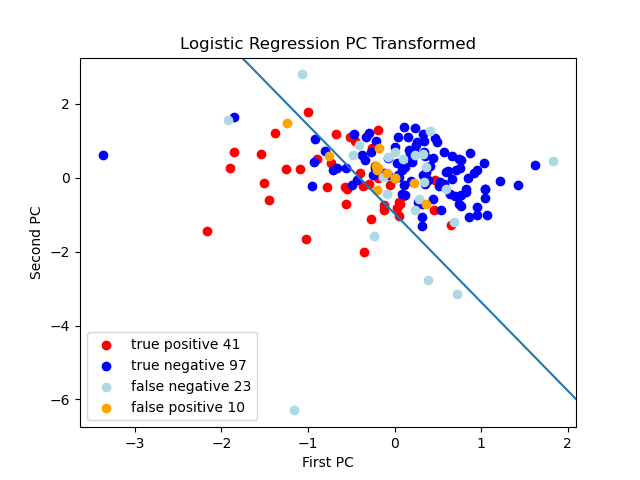 Logistic Regression PC Transformed
2
0
−2
−4
−6
Second PC
true positive 41
true negative 97
false negative 23
false positive 10
−3
−2
−1
0
1
2
First PC